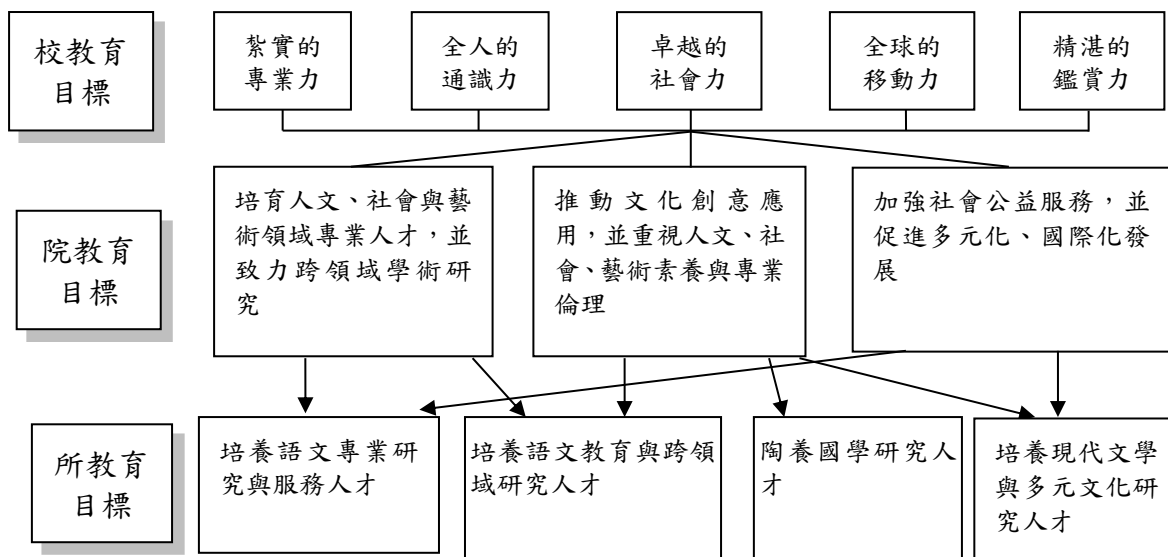 校教育
目標
紮實的
專業力
全人的
通識力
卓越的
社會力
全球的
移動力
精湛的
鑑賞力
院教育
目標
培育人文、社會與藝
術領域專業人才，並
致力跨領域學術研
究
推動文化創意應
用，並重視人文、社
會、藝術素養與專業
倫理
加強社會公益服務，並
促進多元化、國際化發
展
所教育
目標
培養語文專業研
究與服務人才
培養語文教育與跨領
域研究人才
陶養國學研究人
才
培養現代文學
與多元文化研
究人才